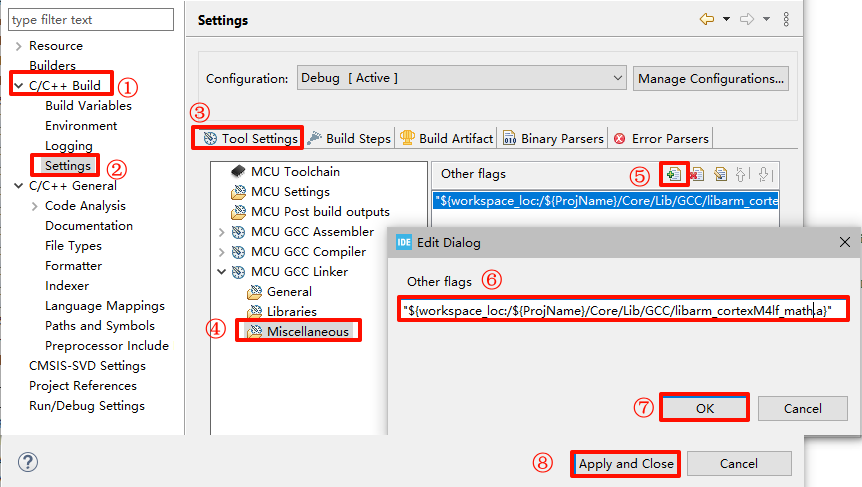 type filter text
Resource
Builders
C/C++ Build
①
Build Variables
Environment
Logging
Settings
②
C/C++ General
Code Analysis
Documentation
File Types
Formatter
Indexer
Language Mappings
Paths and Symbols
Preprocessor Include
CMSIS-SVD Settings
Project References
Run/Debug Settings
Settings
Configuration:
Debug [ Active ]
Manage Configurations...
③
Tool Settings
Build Steps
Build Artifact
Binary Parsers
Error Parsers
MCU Toolchain
MCU Settings
MCU Post build outputs
MCU GCC Assembler
MCU GCC Compiler
MCU GCC Linker
General
Libraries
④
Miscellaneous
Other flags
⑤
"${workspace_loc:/${ProjName}/Core/Lib/GCC/libarm_corte
IDE
Edit Dialog
Other flags
⑥
"${workspace_loc:/${ProjName}/Core/Lib/GCC/libarm_cortexM4lf_math.a}"
⑦
OK
Cancel
⑧
Apply and Close
Cancel